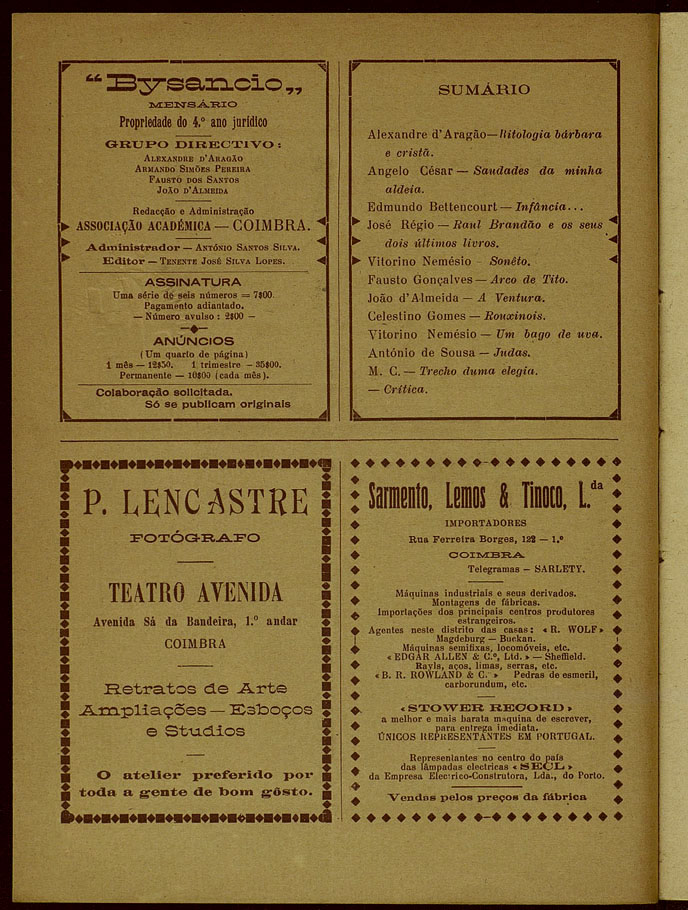 “Bysancio„
MENSÁRIO
Propriedade do 4.º ano jurídico
GRUPO DIRECTIVO:
ALEXANDRE D'ARAGÃO
ARMANDO SIMÕES PEREIRA
FAUSTO DOS SANTOS
JOÃO D'ALMEIDA
Redacção e Administração
ASSOCIAÇÃO ACADÉMICA — COIMBRA.
Administrador — ANTÓNIO SANTOS SILVA.
Editor — TENENTE JOSÉ SILVA LOPES.
ASSINATURA
Uma série de seis números = 7$00.
Pagamento adiantado.
— Número avulso : 2$00 —
ANÚNCIOS
(Um quarto de página)
1 mês — 12$50. 1 trimestre — 35$00.
Permanente — 10$00 (cada mês).
Colaboração solicitada.
Só se publicam originais
SUMÁRIO
Alexandre d'Aragão — Mitologia bárbara
e cristã.
Angelo César — Saudades da minha
aldeia.
Edmundo Bettencourt — Infância...
José Régio — Raul Brandão e os seus
dois últimos livros.
Vitorino Nemésio — Sonêto.
Fausto Gonçalves — Arco de Tito.
João d'Almeida — A Ventura.
Celestino Gomes — Rouxinois.
Vitorino Nemésio — Um bago de uva.
António de Sousa — Judas.
M. C. — Trecho duma elegia.
— Crítica.
P. LENCASTRE
FOTÓGRAFO
TEATRO AVENIDA
Avenida Sá da Bandeira, 1.º andar
COIMBRA
Retratos de Arte
Ampliações — Esboços
e Studios
O atelier preferido por
toda a gente de bom gôsto.
Sarmento, Lemos & Tinoco, L.da
IMPORTADORES
Rua Ferreira Borges, 122 — 1.º
COIMBRA
Telegramas — SARLETY.
Máquinas industriais e seus derivados.
Montagens de fábricas.
Importações dos principais centros produtores
estrangeiros.
Agentes neste distrito das casas: «R. WOLF»
Magdeburg — Buckan.
Máquinas semifixas, locomóveis, etc.
«EDGAR ALLEN & C.º, Ltd.» — Sheffield.
Rayls, aços, limas, serras, etc.
«B. R. ROWLAND & C.º» Pedras de esmeril,
carborundum, etc.
«STOWER RECORD»
a melhor e mais barata máquina de escrever,
para entrega imediata.
ÚNICOS REPRESENTANTES EM PORTUGAL.
Representantes no centro do país
das lâmpadas electricas «SECL»
da Empresa Electrico-Construtora, Lda., do Porto.
Vendas pelos preços da fábrica